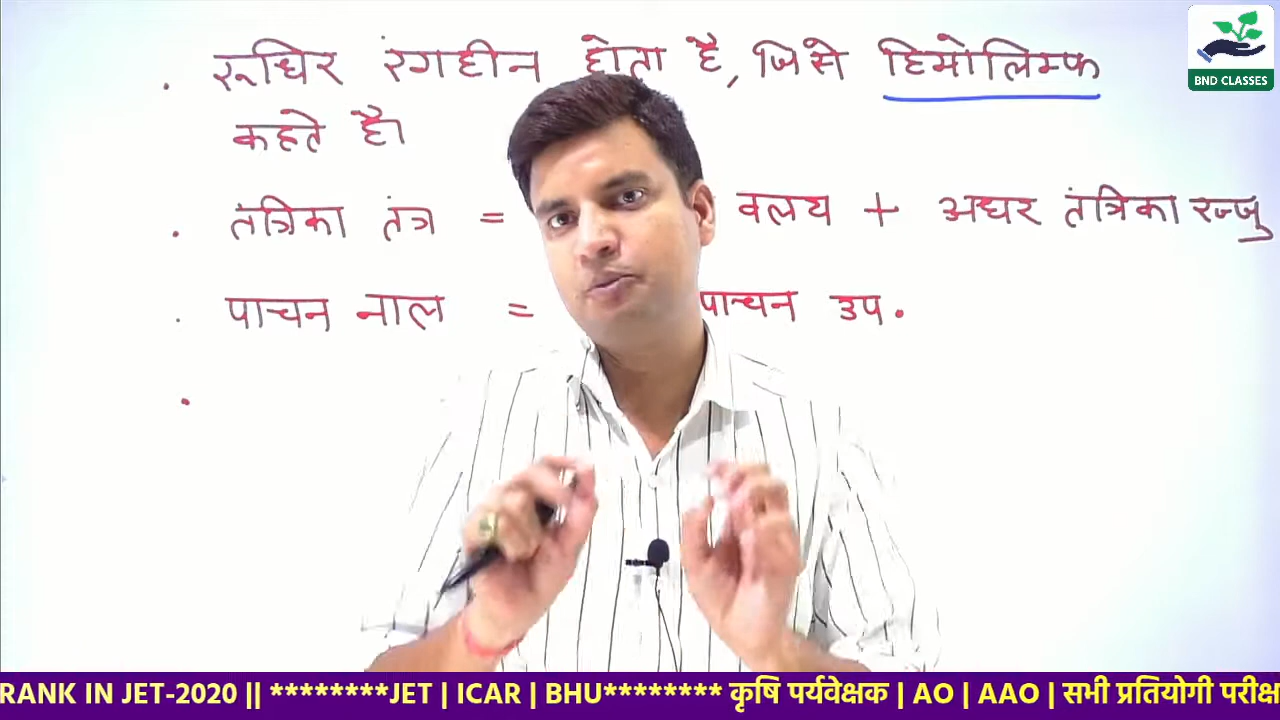 . रूधिर रंगहीन होता है, जिसे हिमोलिम्फ
कहते है।
. तंत्रिका तंत्र = वलय + अधर तंत्रिका रज्जु
. पाचन नाल = पाचन उप.
.
BND CLASSES
RANK IN JET-2020 || ********JET | ICAR | BHU******** कृषि पर्यवेक्षक | AO | AAO | सभी प्रतियोगी परीक्ष